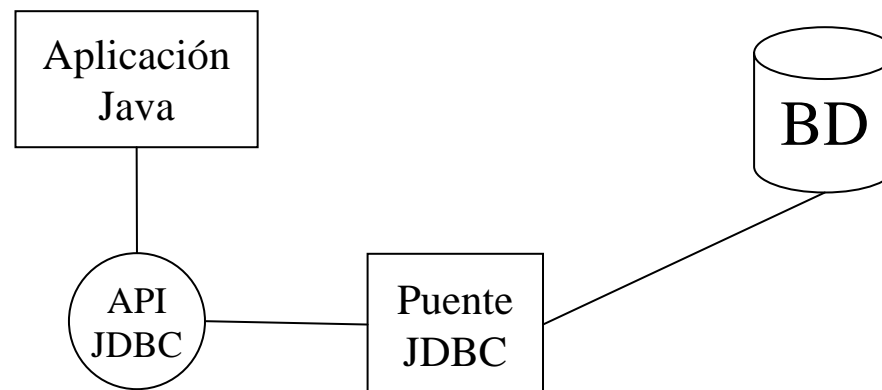 Aplicación
Java
BD
API
JDBC
Puente
JDBC